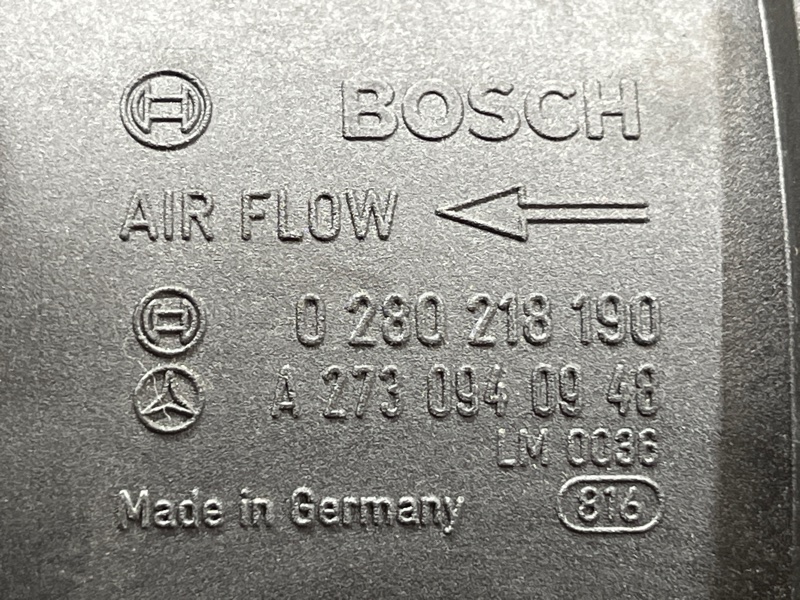 BOSCH
AIR FLOW
0 280 218 190
A 273 094 09 48
LM 0036
Made in Germany 816